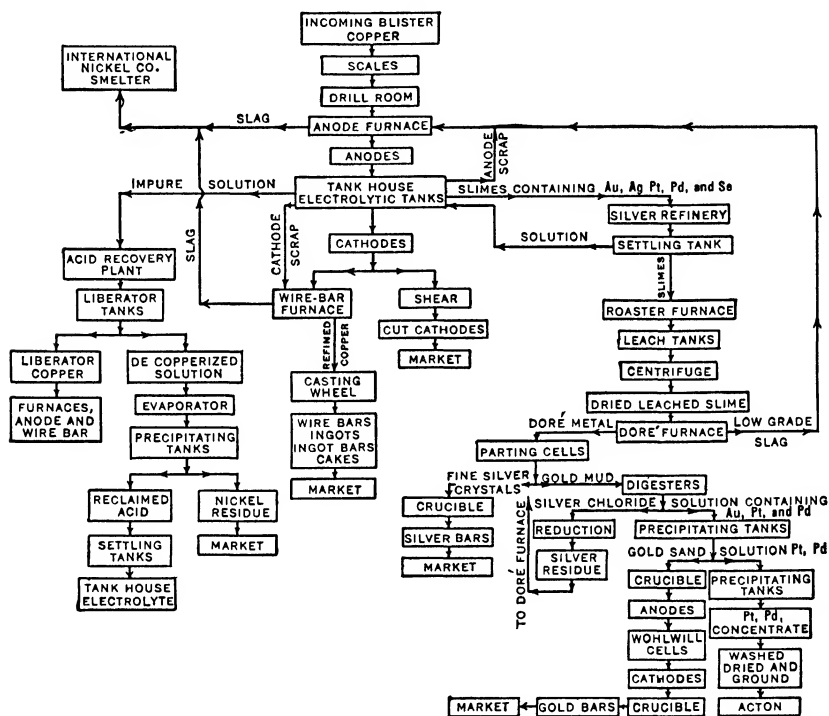 INCOMING BLISTER
COPPER
INTERNATIONAL
NICKEL CO.
SMELTER
SCALES
DRILL ROOM
SLAG
ANODE FURNACE
ANODES
ANODE
SCRAP
IMPURE SOLUTION
TANK HOUSE
ELECTROLYTIC TANKS
SLIMES CONTAINING Au, Ag Pt, Pd, and Se
SILVER REFINERY
SOLUTION
SETTLING TANK
CATHODES
CATHODE
SCRAP
SLAG
ACID RECOVERY
PLANT
LIBERATOR
TANKS
WIRE-BAR
FURNACE
SHEAR
CUT CATHODES
MARKET
SLIMES
ROASTER FURNACE
LEACH TANKS
CENTRIFUGE
DRIED LEACHED SLIME
DORÉ METAL
DORÉ FURNACE
LOW GRADE
SLAG
LIBERATOR
COPPER
DE COPPERIZED
SOLUTION
REFINED
COPPER
CASTING
WHEEL
FURNACES,
ANODE AND
WIRE BAR
EVAPORATOR
PRECIPITATING
TANKS
WIRE BARS
INGOTS
INGOT BARS
CAKES
MARKET
PARTING CELLS
FINE SILVER
CRYSTALS
GOLD MUD
DIGESTERS
RECLAIMED
ACID
NICKEL
RESIDUE
SETTLING
TANKS
MARKET
TANK HOUSE
ELECTROLYTE
CRUCIBLE
SILVER BARS
MARKET
TO DORÉ FURNACE
SILVER CHLORIDE
SOLUTION CONTAINING
Au, Pt, and Pd
REDUCTION
PRECIPITATING TANKS
SILVER
RESIDUE
GOLD SAND
SOLUTION Pt, Pd
CRUCIBLE
PRECIPITATING
TANKS
ANODES
Pt, Pd,
CONCENTRATE
WOHLWILL
CELLS
WASHED
DRIED AND
GROUND
CATHODES
MARKET
GOLD BARS
CRUCIBLE
ACTON